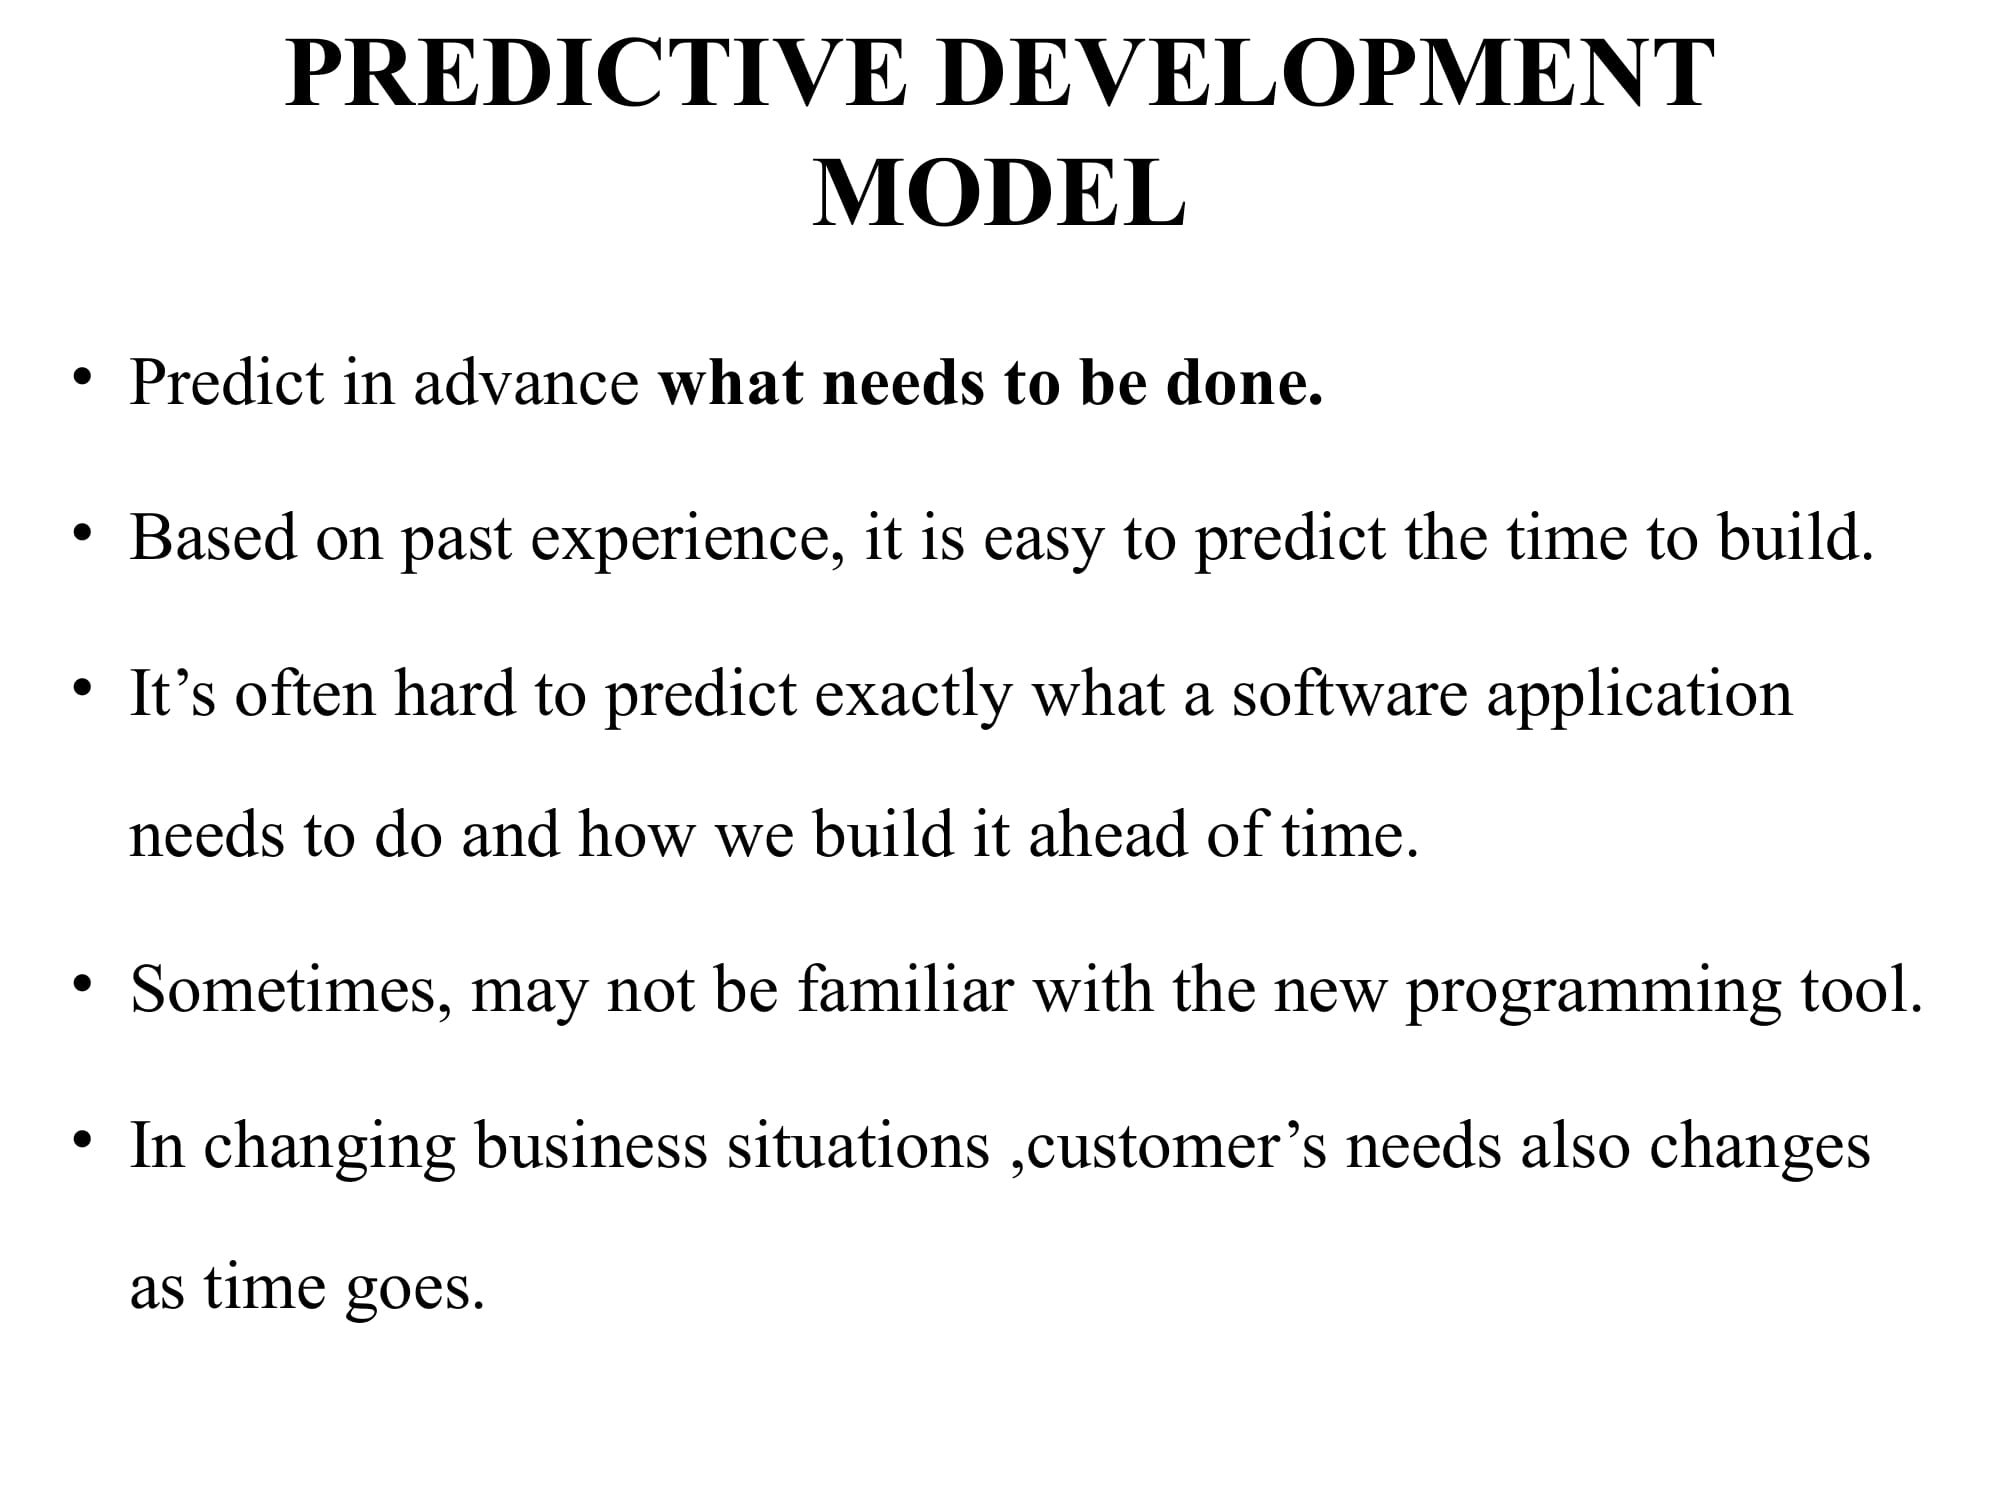 PREDICTIVE DEVELOPMENT
MODEL
• Predict in advance what needs to be done.
• Based on past experience, it is easy to predict the time to build.
• It’s often hard to predict exactly what a software application
needs to do and how we build it ahead of time.
• Sometimes, may not be familiar with the new programming tool.
• In changing business situations ,customer’s needs also changes
as time goes.